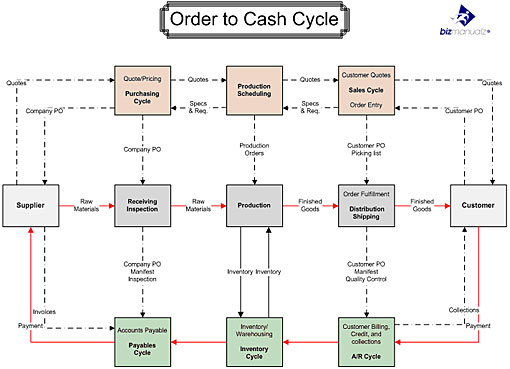 Order to Cash Cycle
bizmanualz
Quotes
Quote/Pricing
Purchasing
Cycle
Quotes
Production
Scheduling
Quotes
Customer Quotes
Sales Cycle
Order Entry
Quotes
Company PO
Specs
& Req.
Specs
& Req.
Customer PO
Company PO
Production
Orders
Customer PO
Picking list
Supplier
Raw
Materials
Receiving
Inspection
Raw
Materials
Production
Finished
Goods
Order Fulfillment
Distribution
Shipping
Finished
Goods
Customer
Company PO
Manifest
Inspection
Inventory
Inventory
Customer PO
Manifest
Quality Control
Invoices
Collections
Payment
Payment
Accounts Payable
Payables
Cycle
Inventory/
Warehousing
Inventory
Cycle
Customer Billing,
Credit, and
collections
A/R Cycle